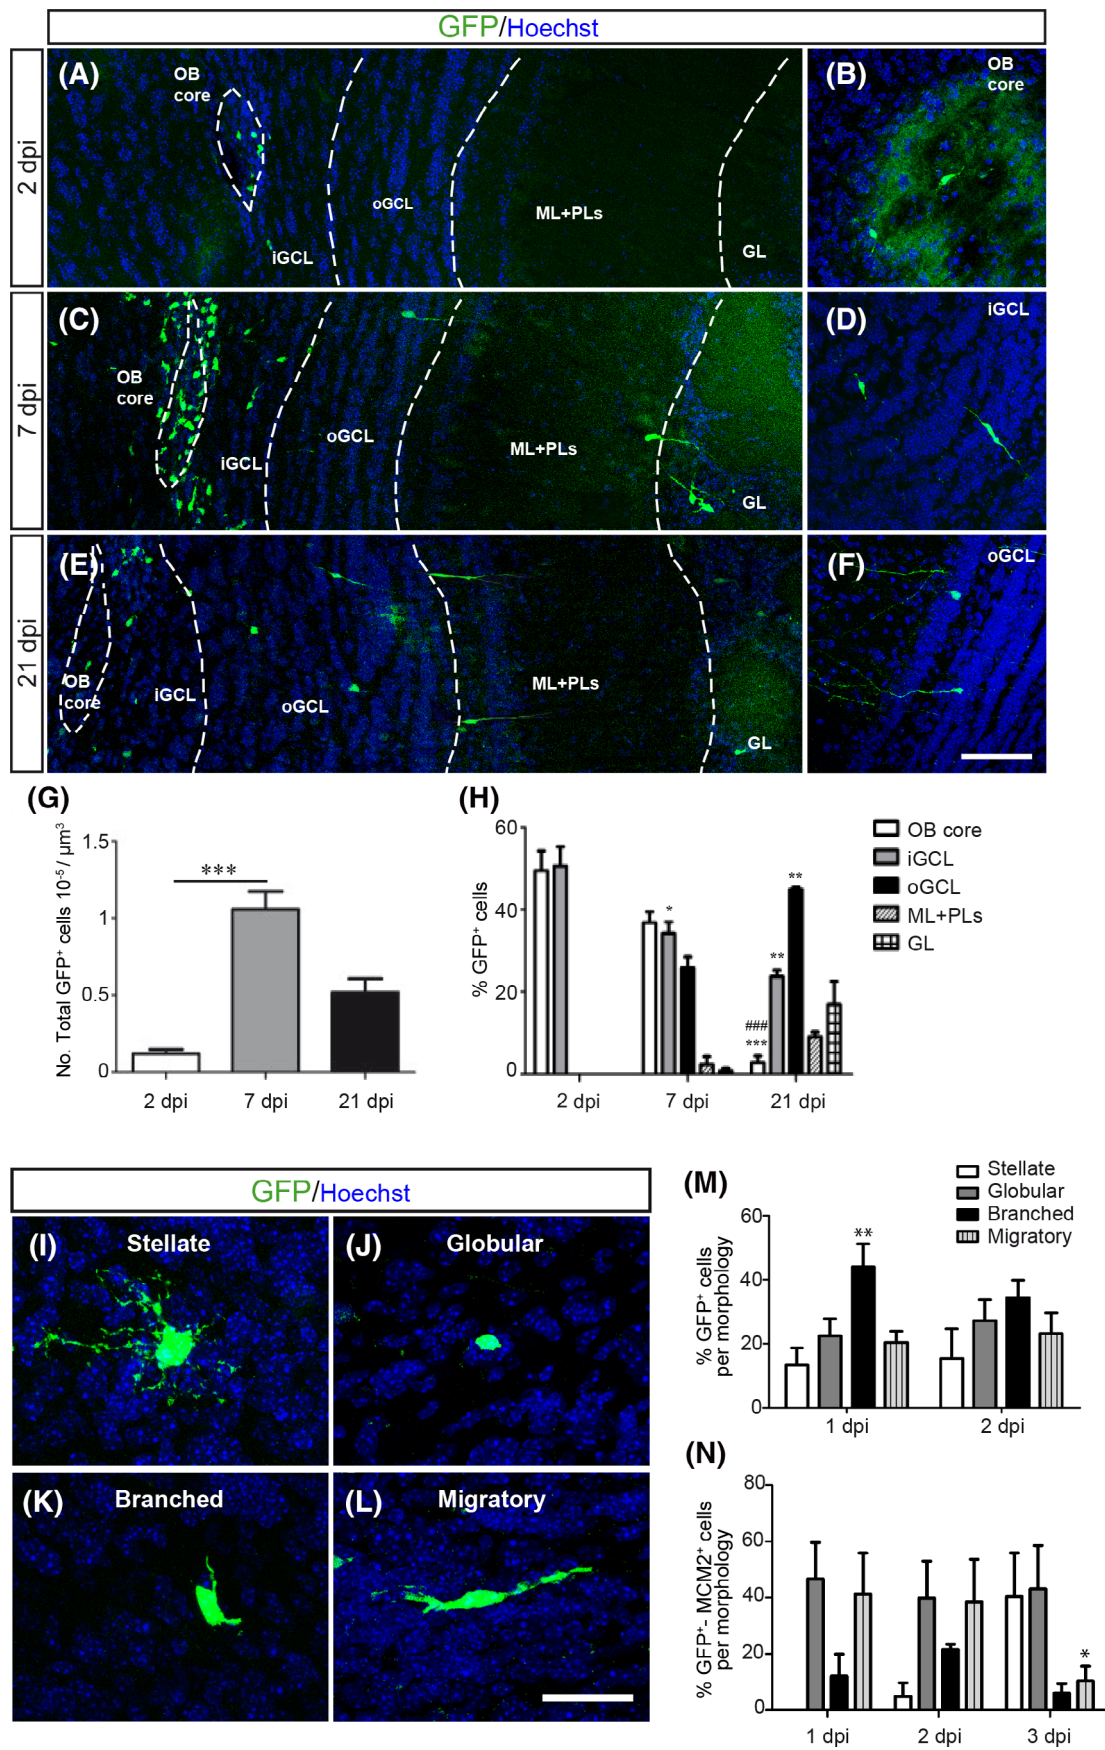 GFP/Hoechst
2 dpi
(A)
OB
core
iGCL
oGCL
ML+PLs
GL
(B)
OB
core
7 dpi
(C)
OB
core
iGCL
oGCL
ML+PLs
GL
(D)
iGCL
21 dpi
(E)
OB
core
iGCL
oGCL
ML+PLs
GL
(F)
oGCL
(G)
No. Total GFP⁺ cells 10⁻⁵ / µm³
1.5
1
0.5
0
***
2 dpi
7 dpi
21 dpi
(H)
% GFP⁺ cells
60
40
20
0
*
###
***
**
**
2 dpi
7 dpi
21 dpi
OB core
iGCL
oGCL
ML+PLs
GL
GFP/Hoechst
(I)
Stellate
(J)
Globular
(K)
Branched
(L)
Migratory
(M)
Stellate
Globular
Branched
Migratory
% GFP⁺ cells
per morphology
60
40
20
0
**
1 dpi
2 dpi
(N)
% GFP⁺- MCM2⁺ cells
per morphology
80
60
40
20
0
*
1 dpi
2 dpi
3 dpi